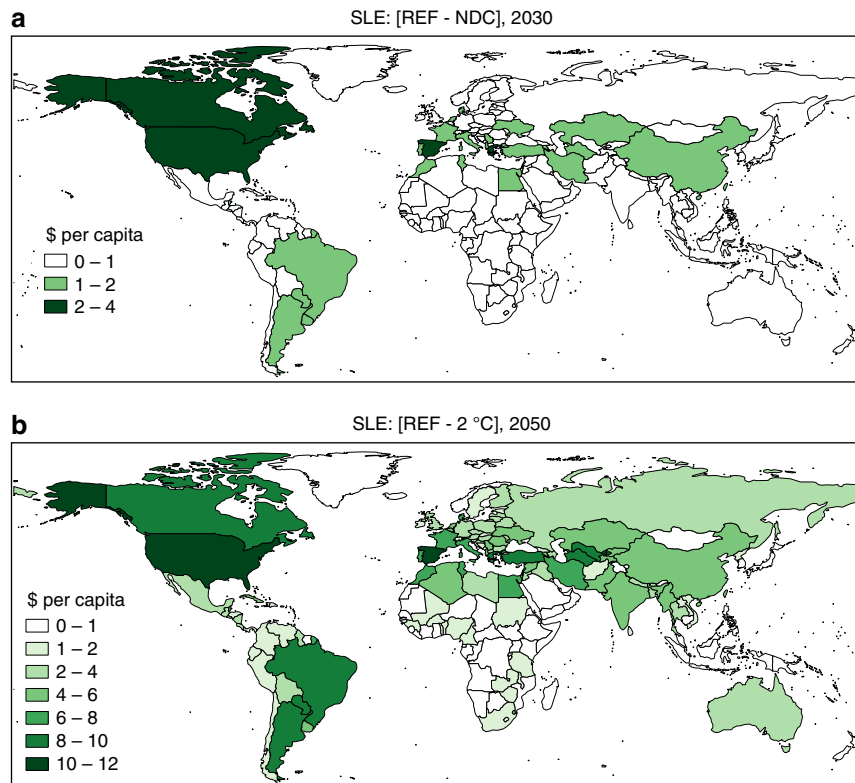 a
SLE: [REF - NDC], 2030
$ per capita
0 – 1
1 – 2
2 – 4
b
SLE: [REF - 2 °C], 2050
$ per capita
0 – 1
1 – 2
2 – 4
4 – 6
6 – 8
8 – 10
10 – 12